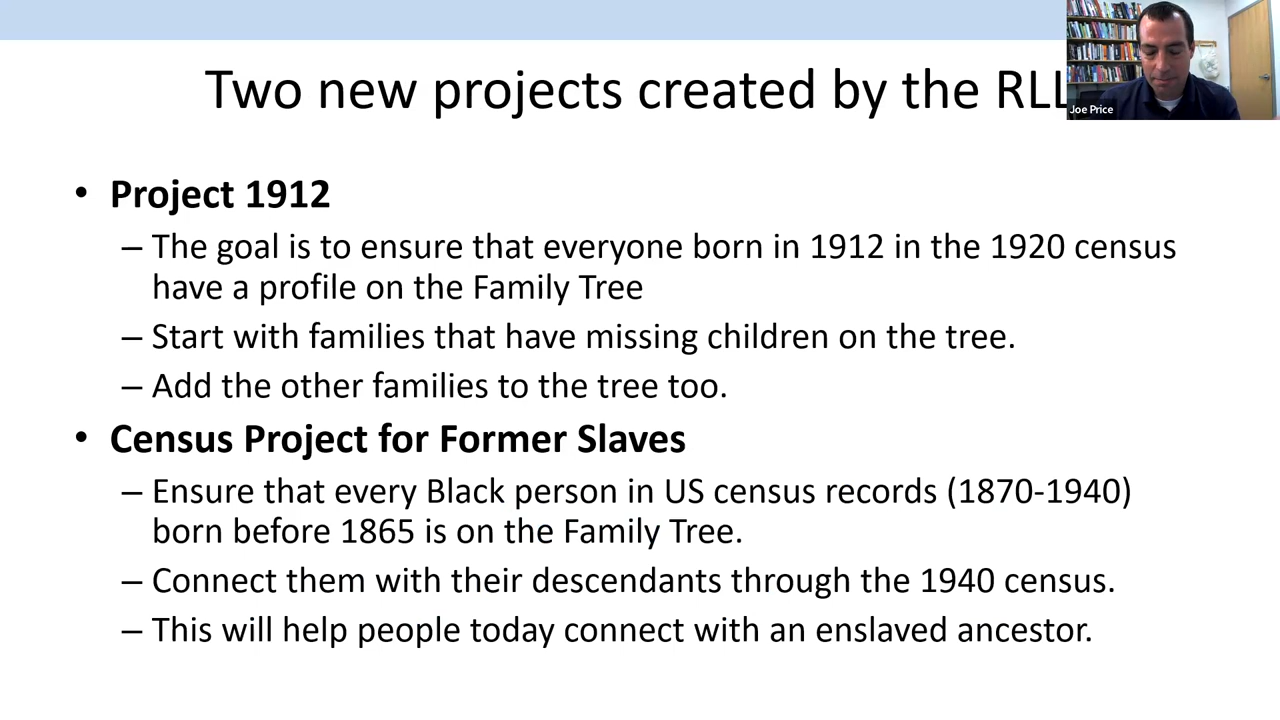 Two new projects created by the RLL
Joe Price
• Project 1912
– The goal is to ensure that everyone born in 1912 in the 1920 census
have a profile on the Family Tree
– Start with families that have missing children on the tree.
– Add the other families to the tree too.
• Census Project for Former Slaves
– Ensure that every Black person in US census records (1870-1940)
born before 1865 is on the Family Tree.
– Connect them with their descendants through the 1940 census.
– This will help people today connect with an enslaved ancestor.